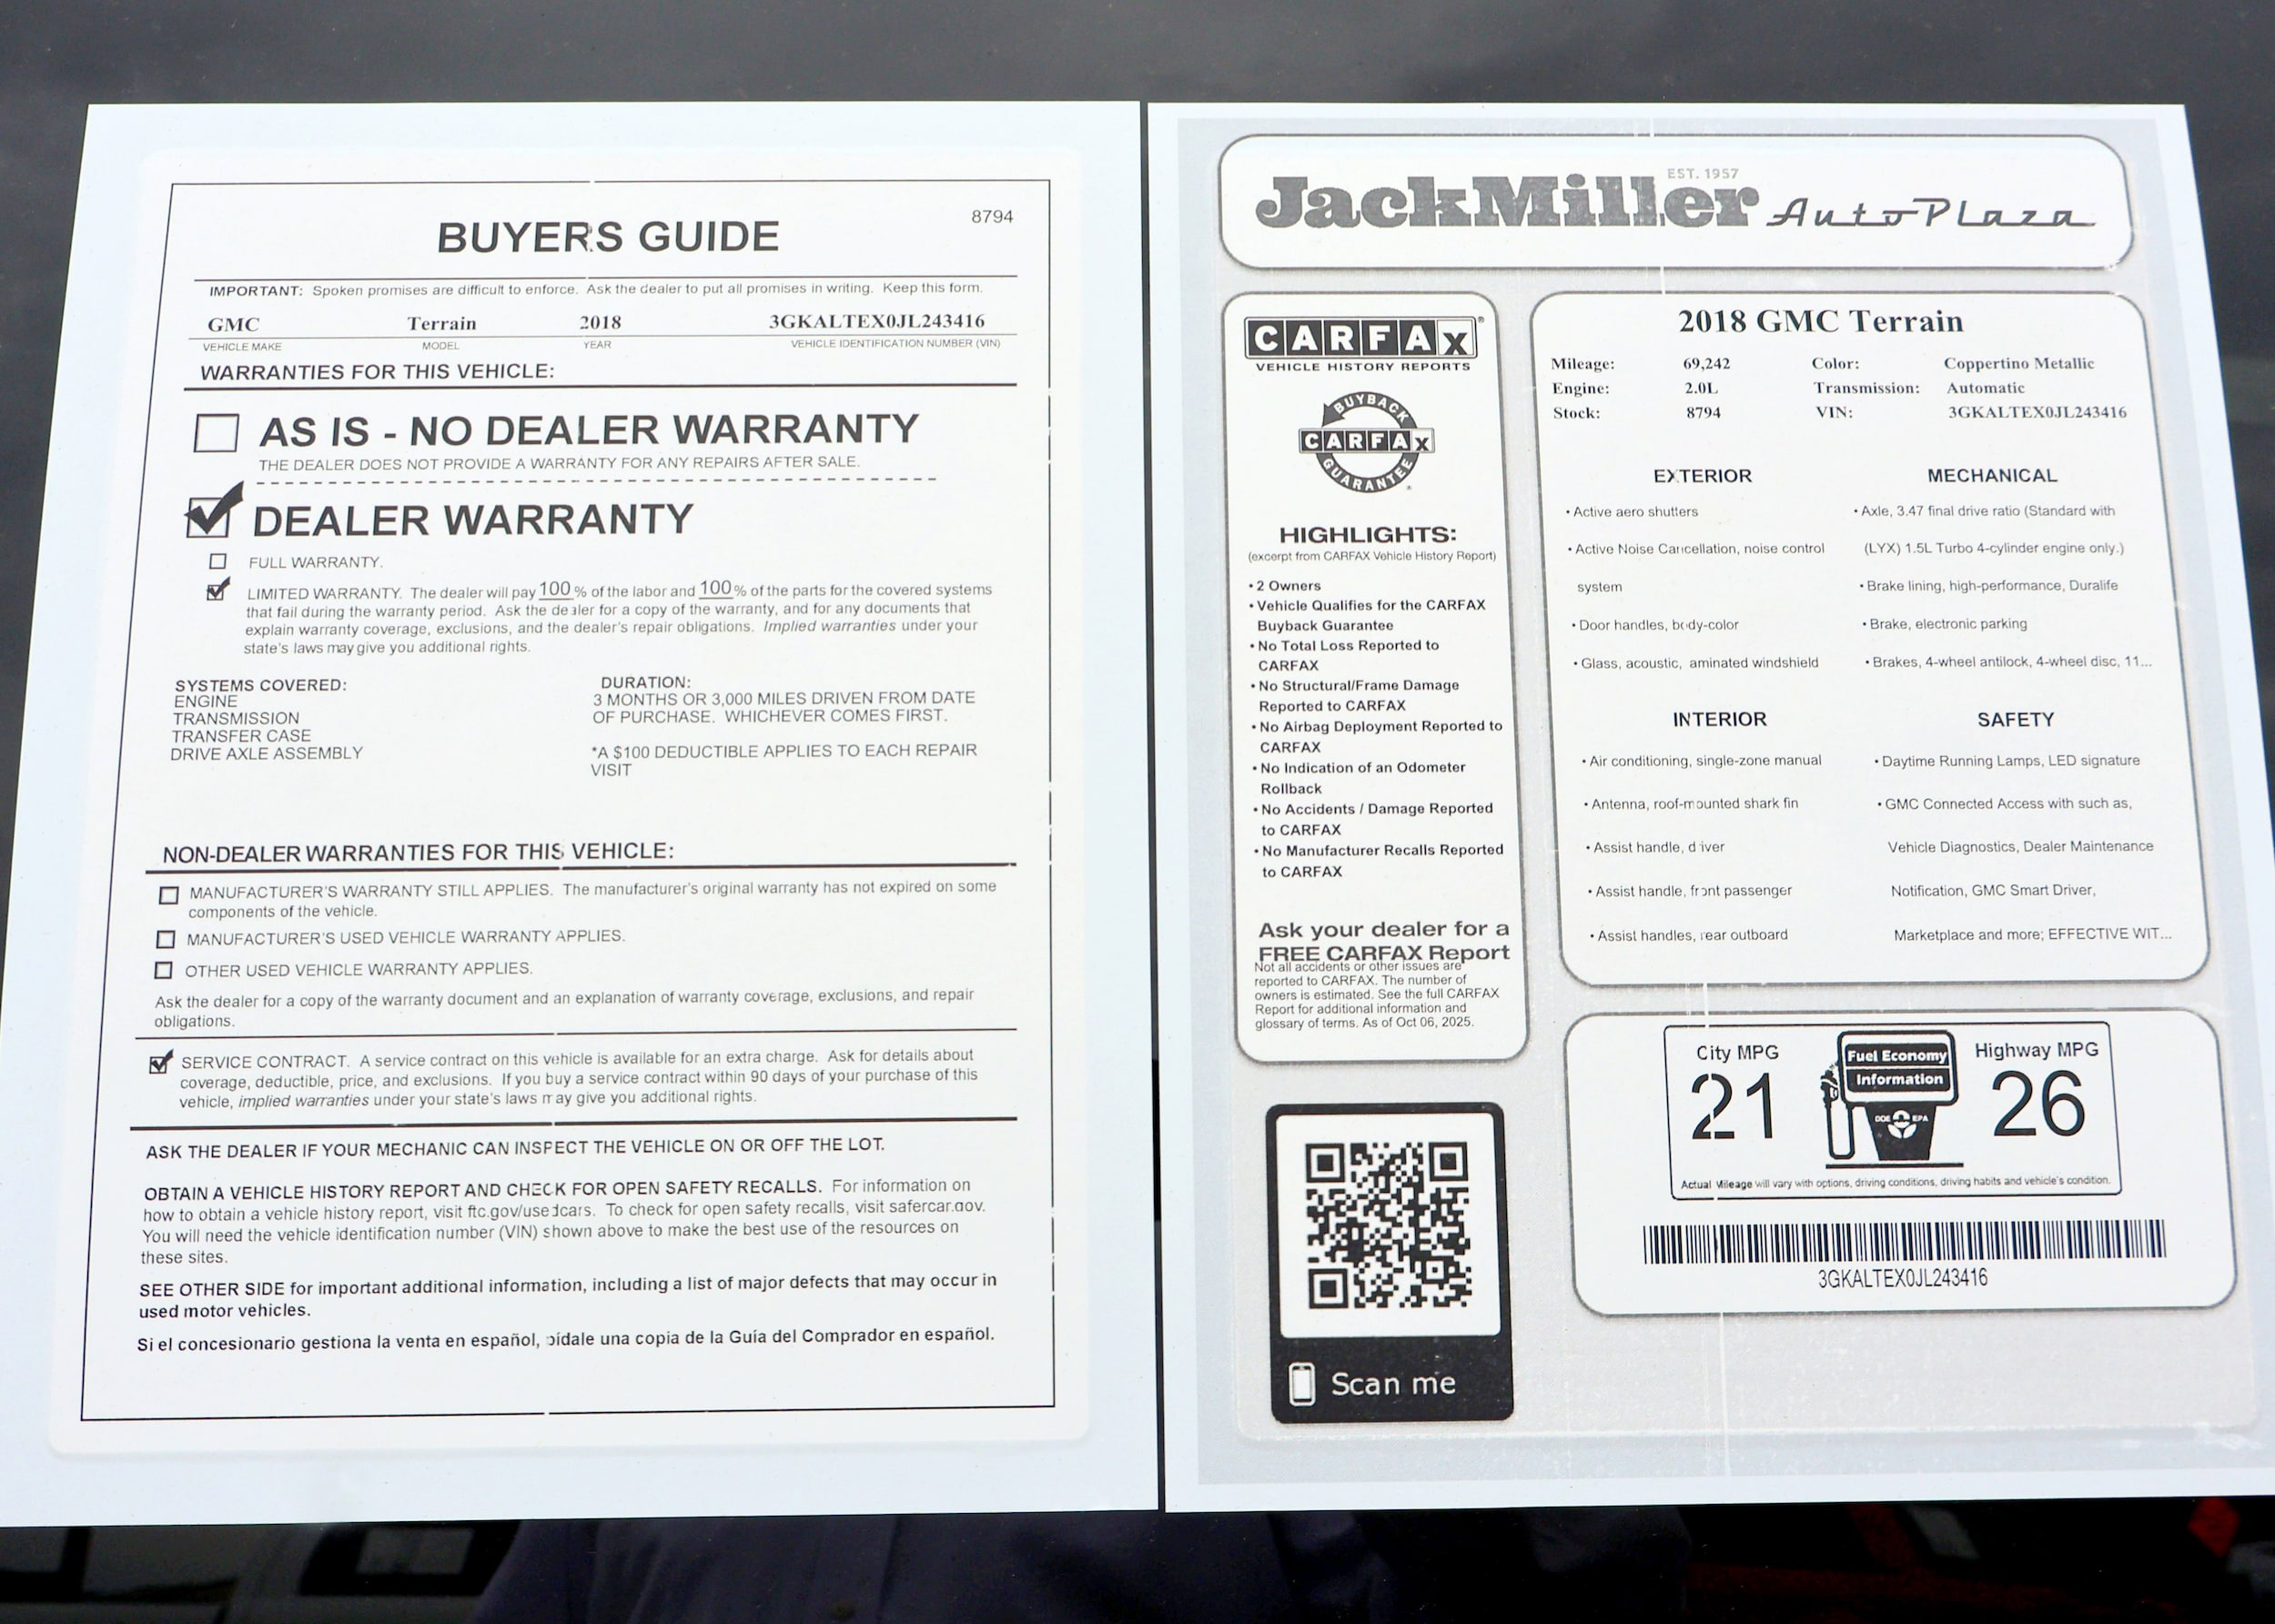 BUYERS GUIDE
8794
IMPORTANT: Spoken promises are difficult to enforce. Ask the dealer to put all promises in writing. Keep this form.
GMC Terrain 2018 3GKALTEX0JL243416
VEHICLE MAKE MODEL YEAR VEHICLE IDENTIFICATION NUMBER (VIN)
WARRANTIES FOR THIS VEHICLE:
AS IS - NO DEALER WARRANTY
THE DEALER DOES NOT PROVIDE A WARRANTY FOR ANY REPAIRS AFTER SALE.
DEALER WARRANTY
FULL WARRANTY.
LIMITED WARRANTY. The dealer will pay 100 % of the labor and 100 % of the parts for the covered systems
that fail during the warranty period. Ask the dealer for a copy of the warranty, and for any documents that
explain warranty coverage, exclusions, and the dealer's repair obligations. Implied warranties under your
state's laws may give you additional rights.
SYSTEMS COVERED:
ENGINE
TRANSMISSION
TRANSFER CASE
DRIVE AXLE ASSEMBLY
DURATION:
3 MONTHS OR 3,000 MILES DRIVEN FROM DATE
OF PURCHASE. WHICHEVER COMES FIRST.
*A $100 DEDUCTIBLE APPLIES TO EACH REPAIR
VISIT
NON-DEALER WARRANTIES FOR THIS VEHICLE:
MANUFACTURER'S WARRANTY STILL APPLIES. The manufacturer's original warranty has not expired on some
components of the vehicle.
MANUFACTURER'S USED VEHICLE WARRANTY APPLIES.
OTHER USED VEHICLE WARRANTY APPLIES.
Ask the dealer for a copy of the warranty document and an explanation of warranty coverage, exclusions, and repair
obligations.
SERVICE CONTRACT. A service contract on this vehicle is available for an extra charge. Ask for details about
coverage, deductible, price, and exclusions. If you buy a service contract within 90 days of your purchase of this
vehicle, implied warranties under your state's laws may give you additional rights.
ASK THE DEALER IF YOUR MECHANIC CAN INSPECT THE VEHICLE ON OR OFF THE LOT.
OBTAIN A VEHICLE HISTORY REPORT AND CHECK FOR OPEN SAFETY RECALLS. For information on
how to obtain a vehicle history report, visit ftc.gov/usedcars. To check for open safety recalls, visit safercar.gov.
You will need the vehicle identification number (VIN) shown above to make the best use of the resources on
these sites.
SEE OTHER SIDE for important additional information, including a list of major defects that may occur in
used motor vehicles.
Si el concesionario gestiona la venta en español, pídale una copia de la Guía del Comprador en español.
EST. 1957
JackMiller Auto Plaza
CARFAX
VEHICLE HISTORY REPORTS
BUYBACK
CARFAX
GUARANTEE
HIGHLIGHTS:
(excerpt from CARFAX Vehicle History Report)
• 2 Owners
• Vehicle Qualifies for the CARFAX
Buyback Guarantee
• No Total Loss Reported to
CARFAX
• No Structural/Frame Damage
Reported to CARFAX
• No Airbag Deployment Reported to
CARFAX
• No Indication of an Odometer
Rollback
• No Accidents / Damage Reported
to CARFAX
• No Manufacturer Recalls Reported
to CARFAX
Ask your dealer for a
FREE CARFAX Report
Not all accidents or other issues are
reported to CARFAX. The number of
owners is estimated. See the full CARFAX
Report for additional information and
glossary of terms. As of Oct 06, 2025.
Scan me
2018 GMC Terrain
Mileage: 69,242 Color: Coppertino Metallic
Engine: 2.0L Transmission: Automatic
Stock: 8794 VIN: 3GKALTEX0JL243416
EXTERIOR
• Active aero shutters
• Active Noise Cancellation, noise control
system
• Door handles, body-color
• Glass, acoustic, laminated windshield
MECHANICAL
• Axle, 3.47 final drive ratio (Standard with
(LYX) 1.5L Turbo 4-cylinder engine only.)
• Brake lining, high-performance, Duralife
• Brake, electronic parking
• Brakes, 4-wheel antilock, 4-wheel disc, 11...
INTERIOR
• Air conditioning, single-zone manual
• Antenna, roof-mounted shark fin
• Assist handle, driver
• Assist handle, front passenger
• Assist handles, rear outboard
SAFETY
• Daytime Running Lamps, LED signature
• GMC Connected Access with such as,
Vehicle Diagnostics, Dealer Maintenance
Notification, GMC Smart Driver,
Marketplace and more; EFFECTIVE WIT...
City MPG
21
Fuel Economy
Information
DOE EPA
Highway MPG
26
Actual Mileage will vary with options, driving conditions, driving habits and vehicle's condition.
3GKALTEX0JL243416